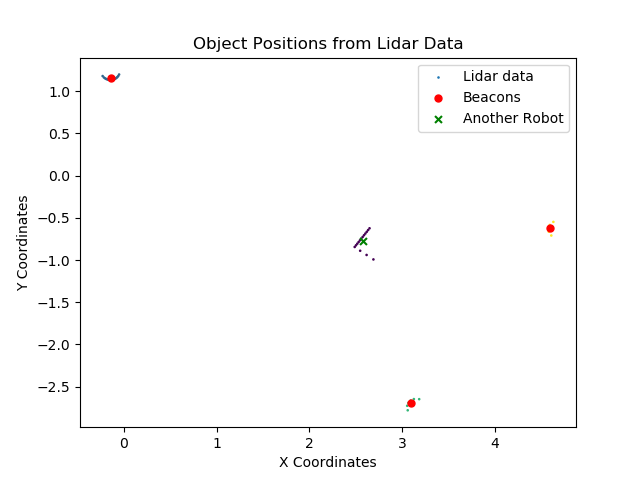 Object Positions from Lidar Data
Lidar data
Beacons
Another Robot
Y Coordinates
1.0
0.5
0.0
−0.5
−1.0
−1.5
−2.0
−2.5
0 1 2 3 4
X Coordinates